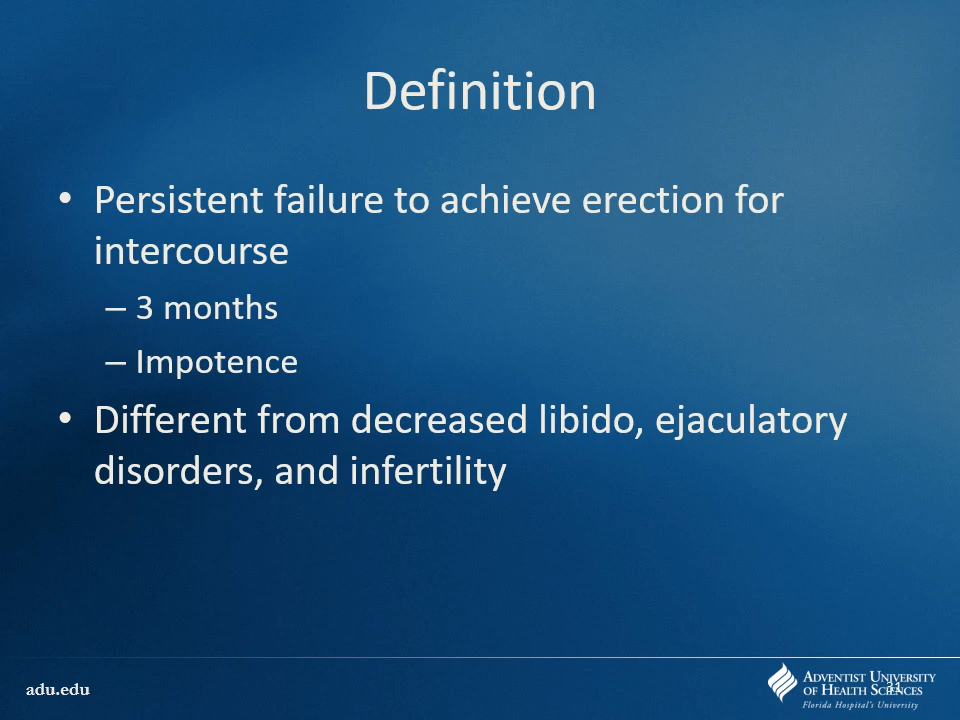 Definition
• Persistent failure to achieve erection for
intercourse
– 3 months
– Impotence
• Different from decreased libido, ejaculatory
disorders, and infertility
adu.edu
ADVENTIST UNIVERSITY
OF HEALTH SCIENCES
31
Florida Hospital's University